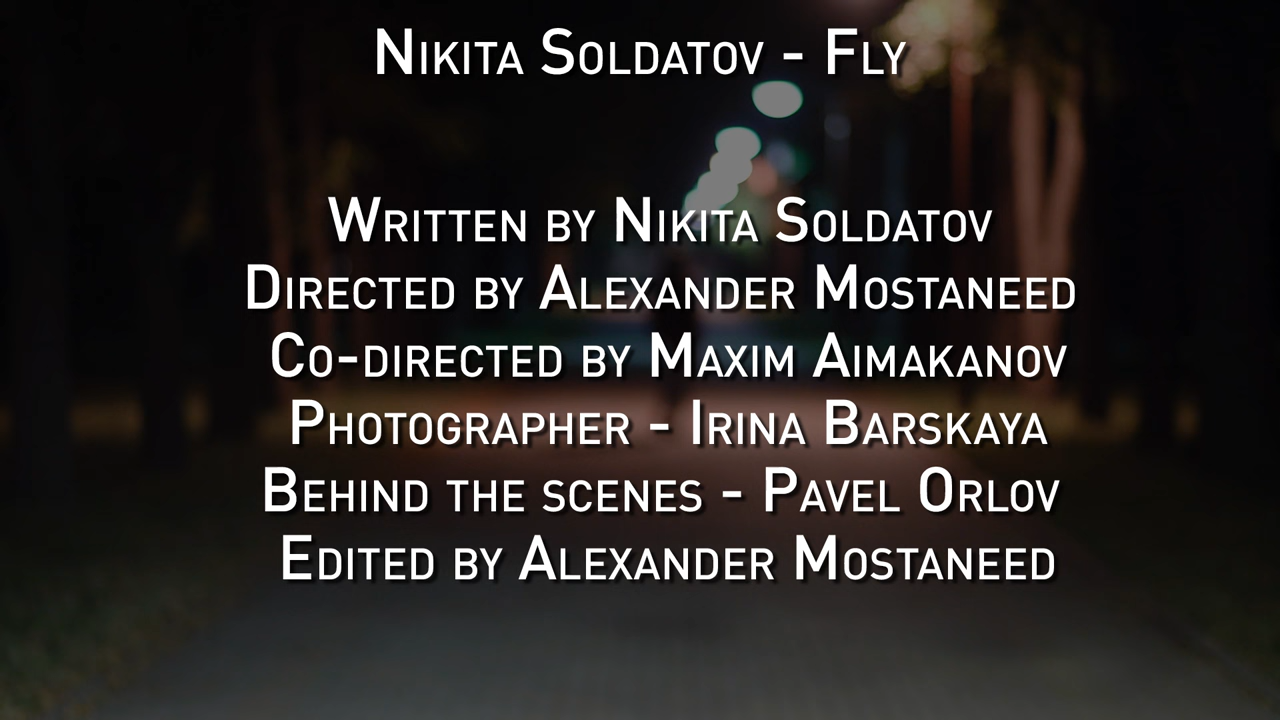 Nikita Soldatov - Fly
Written by Nikita Soldatov
Directed by Alexander Mostaneed
Co-directed by Maxim Aimakanov
Photographer - Irina Barskaya
Behind the scenes - Pavel Orlov
Edited by Alexander Mostaneed